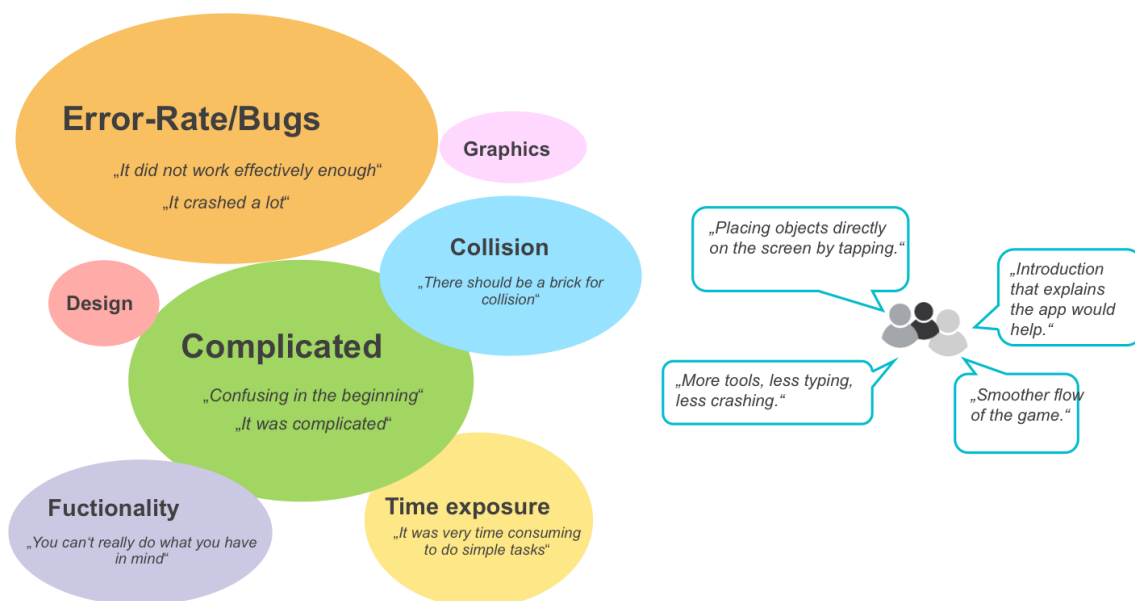 Error-Rate/Bugs
„It did not work effectively enough“
„It crashed a lot“
Graphics
Collision
„There should be a brick for
collision“
Design
Complicated
„Confusing in the beginning“
„It was complicated“
Fuctionality
„You can‘t really do what you have
in mind“
Time exposure
„It was very time consuming
to do simple tasks“
„Placing objects directly
on the screen by tapping.“
„Introduction
that explains
the app would
help.“
„More tools, less typing,
less crashing.“
„Smoother flow
of the game.“